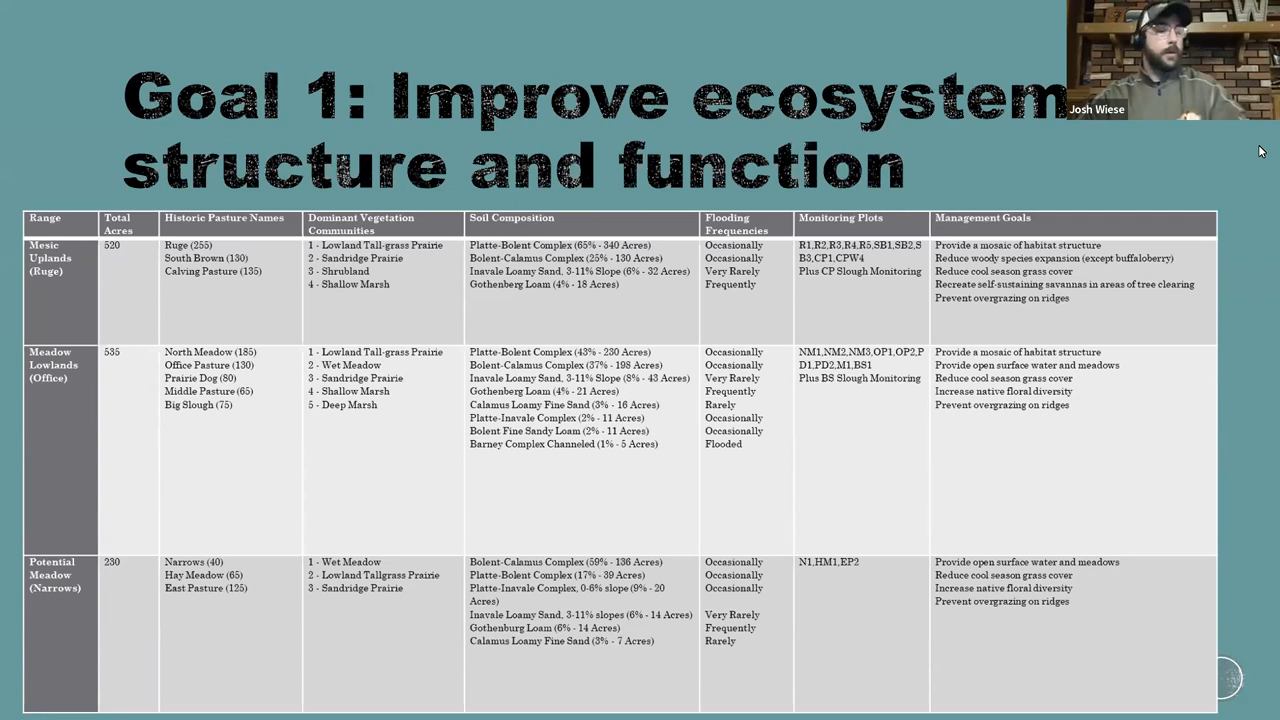 Goal 1: Improve ecosystem
structure and function
Josh Wiese
W
Range
Total
Acres
Historic Pasture Names
Dominant Vegetation
Communities
Soil Composition
Flooding
Frequencies
Monitoring Plots
Management Goals
Mesic
Uplands
(Ruge)
520
Ruge (255)
South Brown (130)
Calving Pasture (135)
1 - Lowland Tall-grass Prairie
2 - Sandridge Prairie
3 - Shrubland
4 - Shallow Marsh
Platte-Bolent Complex (65% - 340 Acres)
Bolent-Calamus Complex (25% - 130 Acres)
Inavale Loamy Sand, 3-11% Slope (6% - 32 Acres)
Gothenberg Loam (4% - 18 Acres)
Occasionally
Occasionally
Very Rarely
Frequently
R1,R2,R3,R4,R5,SB1,SB2,S
B3,CP1,CPW4
Plus CP Slough Monitoring
Provide a mosaic of habitat structure
Reduce woody species expansion (except buffaloberry)
Reduce cool season grass cover
Recreate self-sustaining savannas in areas of tree clearing
Prevent overgrazing on ridges
Meadow
Lowlands
(Office)
535
North Meadow (185)
Office Pasture (130)
Prairie Dog (80)
Middle Pasture (65)
Big Slough (75)
1 - Lowland Tall-grass Prairie
2 - Wet Meadow
3 - Sandridge Prairie
4 - Shallow Marsh
5 - Deep Marsh
Platte-Bolent Complex (43% - 230 Acres)
Bolent-Calamus Complex (37% - 198 Acres)
Inavale Loamy Sand, 3-11% Slope (8% - 43 Acres)
Gothenberg Loam (4% - 21 Acres)
Calamus Loamy Fine Sand (3% - 16 Acres)
Platte-Inavale Complex (2% - 11 Acres)
Bolent Fine Sandy Loam (2% - 11 Acres)
Barney Complex Channeled (1% - 5 Acres)
Occasionally
Occasionally
Very Rarely
Frequently
Rarely
Occasionally
Occasionally
Flooded
NM1,NM2,NM3,OP1,OP2,P
D1,PD2,M1,BS1
Plus BS Slough Monitoring
Provide a mosaic of habitat structure
Provide open surface water and meadows
Reduce cool season grass cover
Increase native floral diversity
Prevent overgrazing on ridges
Potential
Meadow
(Narrows)
230
Narrows (40)
Hay Meadow (65)
East Pasture (125)
1 - Wet Meadow
2 - Lowland Tallgrass Prairie
3 - Sandridge Prairie
Bolent-Calamus Complex (59% - 136 Acres)
Platte-Bolent Complex (17% - 39 Acres)
Platte-Inavale Complex, 0-6% slope (9% - 20
Acres)
Inavale Loamy Sand, 3-11% slopes (6% - 14 Acres)
Gothenburg Loam (6% - 14 Acres)
Calamus Loamy Fine Sand (3% - 7 Acres)
Occasionally
Occasionally
Occasionally
Very Rarely
Frequently
Rarely
N1,HM1,EP2
Provide open surface water and meadows
Reduce cool season grass cover
Increase native floral diversity
Prevent overgrazing on ridges